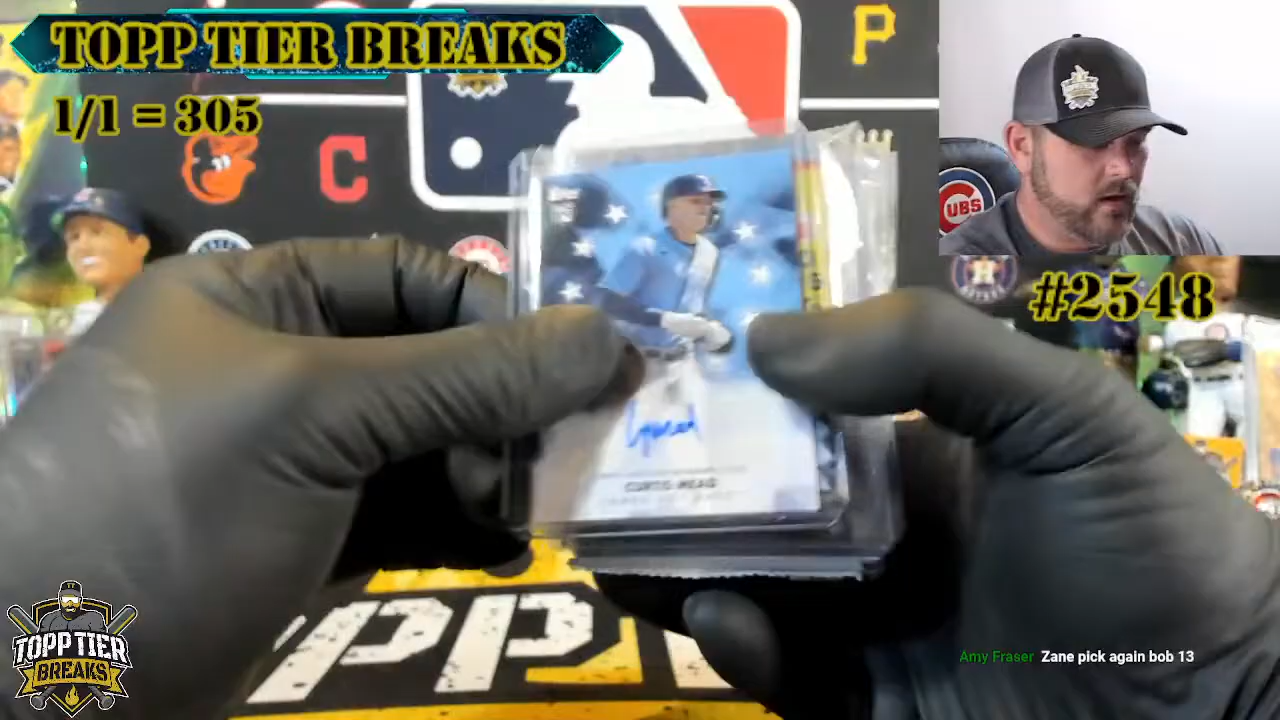 TOPP TIER BREAKS
1/1 = 305
P
C
CUBS
H
#2548
CURTIS MEAD
Amy Fraser Zane pick again bob 13
TOPP TIER
BREAKS